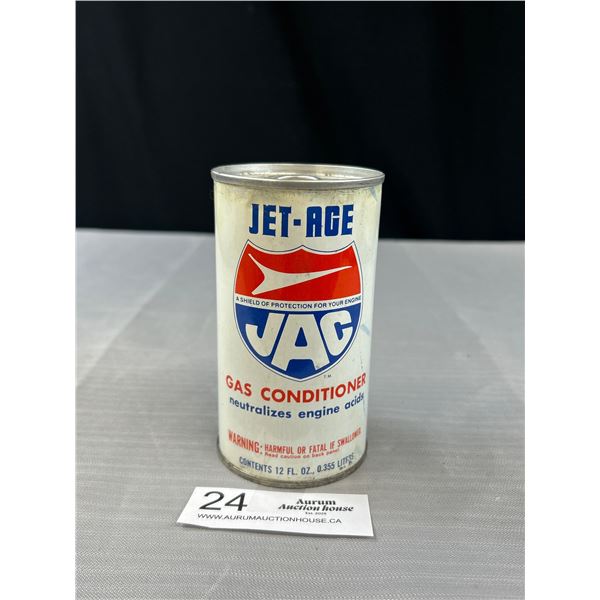 JET-AGE
A SHIELD OF PROTECTION FOR YOUR ENGINE
JAC
TM
GAS CONDITIONER
neutralizes engine acids
WARNING: HARMFUL OR FATAL IF SWALLOWED
Read caution on back panel
CONTENTS 12 FL. OZ., 0.355 LITRES
24
Aurum
Auction house
Est. 2023
WWW.AURUMAUCTIONHOUSE.CA